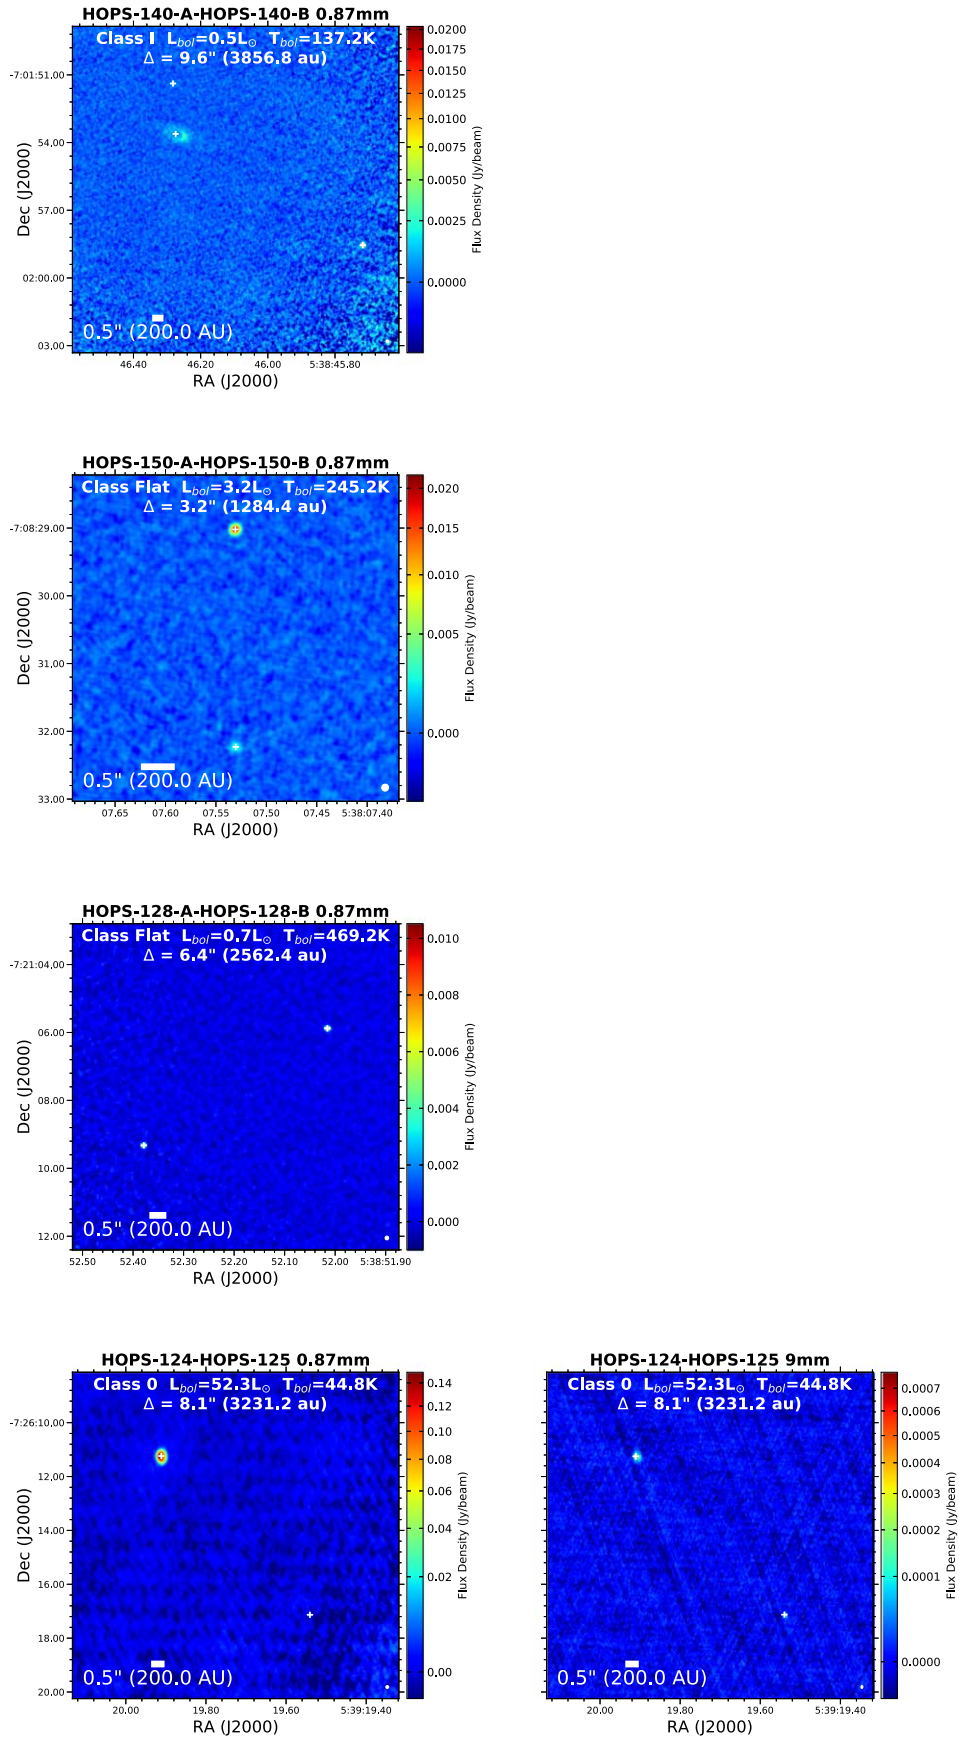 HOPS-140-A-HOPS-140-B 0.87mm
Class I L_bol=0.5L⊙ T_bol=137.2K
Δ = 9.6" (3856.8 au)
-7:01:51.00
54.00
57.00
02:00.00
03.00
Dec (J2000)
0.5" (200.0 AU)
46.40 46.20 46.00 5:38:45.80
RA (J2000)
0.0200
0.0175
0.0150
0.0125
0.0100
0.0075
0.0050
0.0025
0.0000
Flux Density (Jy/beam)
HOPS-150-A-HOPS-150-B 0.87mm
Class Flat L_bol=3.2L⊙ T_bol=245.2K
Δ = 3.2" (1284.4 au)
-7:08:29.00
30.00
31.00
32.00
33.00
Dec (J2000)
0.5" (200.0 AU)
07.65 07.60 07.55 07.50 07.45 5:38:07.40
RA (J2000)
0.020
0.015
0.010
0.005
0.000
Flux Density (Jy/beam)
HOPS-128-A-HOPS-128-B 0.87mm
Class Flat L_bol=0.7L⊙ T_bol=469.2K
Δ = 6.4" (2562.4 au)
-7:21:04.00
06.00
08.00
10.00
12.00
Dec (J2000)
0.5" (200.0 AU)
52.50 52.40 52.30 52.20 52.10 52.00 5:38:51.90
RA (J2000)
0.010
0.008
0.006
0.004
0.002
0.000
Flux Density (Jy/beam)
HOPS-124-HOPS-125 0.87mm
Class 0 L_bol=52.3L⊙ T_bol=44.8K
Δ = 8.1" (3231.2 au)
-7:26:10.00
12.00
14.00
16.00
18.00
20.00
Dec (J2000)
0.5" (200.0 AU)
20.00 19.80 19.60 5:39:19.40
RA (J2000)
0.14
0.12
0.10
0.08
0.06
0.04
0.02
0.00
Flux Density (Jy/beam)
HOPS-124-HOPS-125 9mm
Class 0 L_bol=52.3L⊙ T_bol=44.8K
Δ = 8.1" (3231.2 au)
0.5" (200.0 AU)
20.00 19.80 19.60 5:39:19.40
RA (J2000)
0.0007
0.0006
0.0005
0.0004
0.0003
0.0002
0.0001
0.0000
Flux Density (Jy/beam)